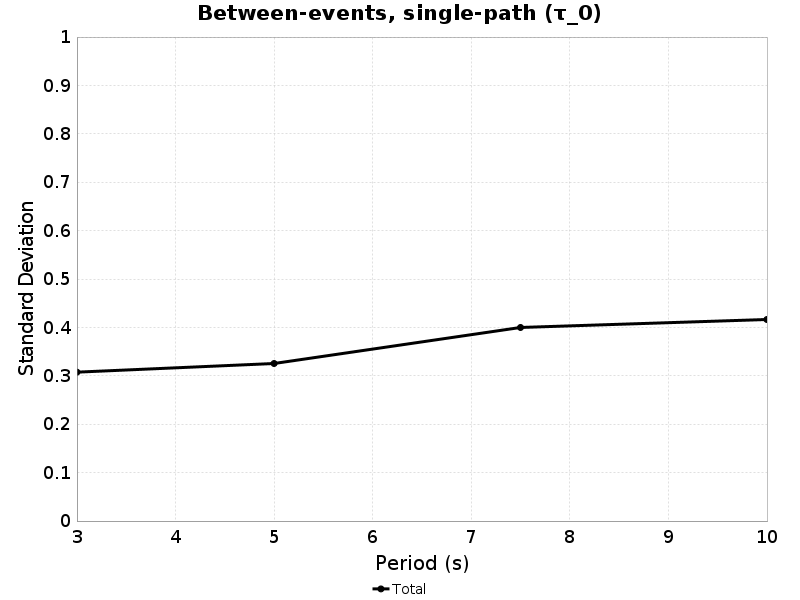 Between-events, single-path (τ_0)
1
0.9
0.8
0.7
0.6
0.5
0.4
0.3
0.2
0.1
0
Standard Deviation
3 4 5 6 7 8 9 10
Period (s)
Total